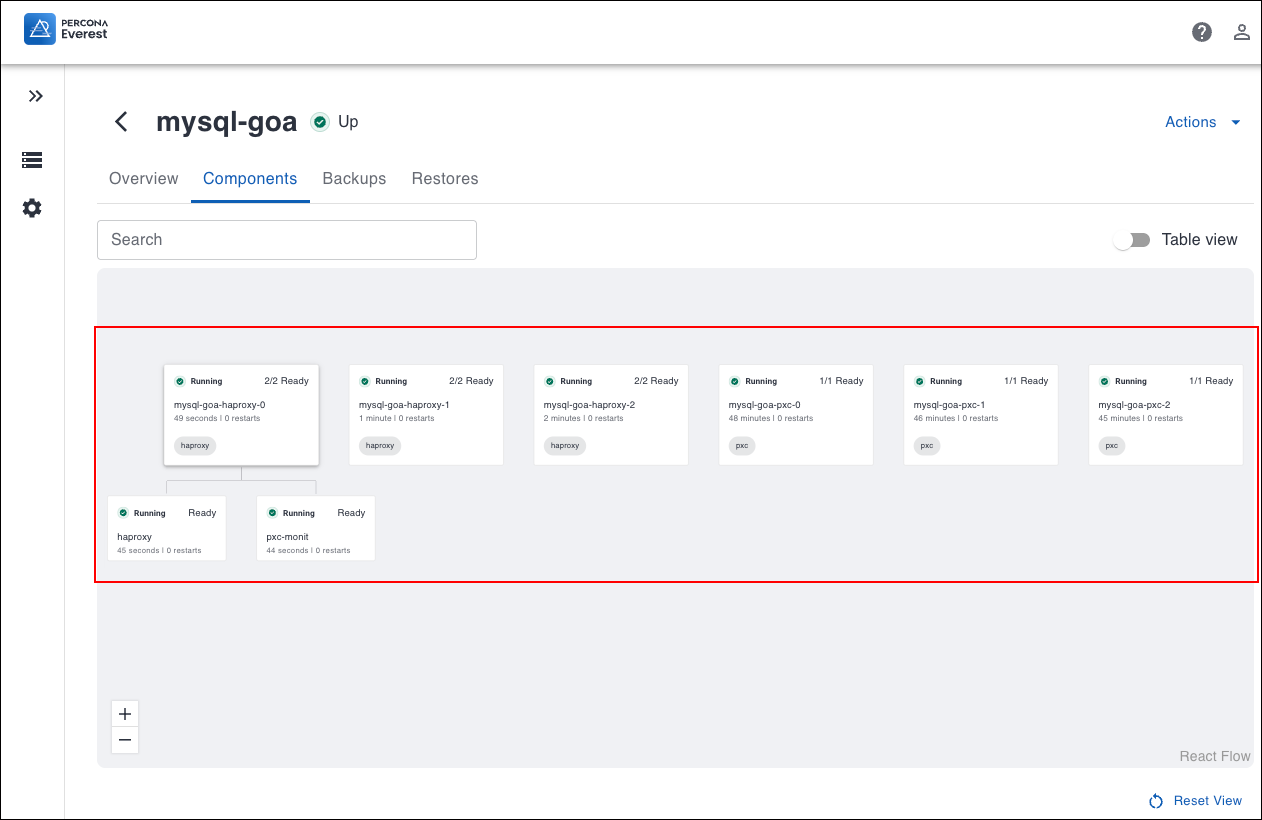 PERCONA
Everest
mysql-goa
Up
Actions
Overview
Components
Backups
Restores
Search
Table view
Running 2/2 Ready
mysql-goa-haproxy-0
49 seconds | 0 restarts
haproxy
Running 2/2 Ready
mysql-goa-haproxy-1
1 minute | 0 restarts
haproxy
Running 2/2 Ready
mysql-goa-haproxy-2
2 minutes | 0 restarts
haproxy
Running 1/1 Ready
mysql-goa-pxc-0
48 minutes | 0 restarts
pxc
Running 1/1 Ready
mysql-goa-pxc-1
46 minutes | 0 restarts
pxc
Running 1/1 Ready
mysql-goa-pxc-2
45 minutes | 0 restarts
pxc
Running Ready
haproxy
45 seconds | 0 restarts
Running Ready
pxc-monit
44 seconds | 0 restarts
React Flow
Reset View